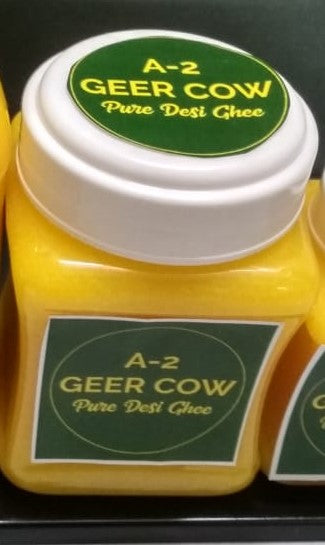 A-2
GEER COW
Pure Desi Ghee
A-2
GEER COW
Pure Desi Ghee